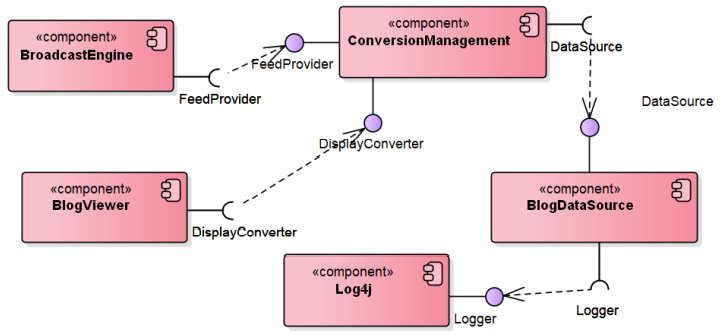 «component»
BroadcastEngine
«component»
ConversionManagement
FeedProvider
DataSource
FeedProvider
DataSource
DisplayConverter
«component»
BlogViewer
«component»
BlogDataSource
DisplayConverter
«component»
Log4j
Logger
Logger